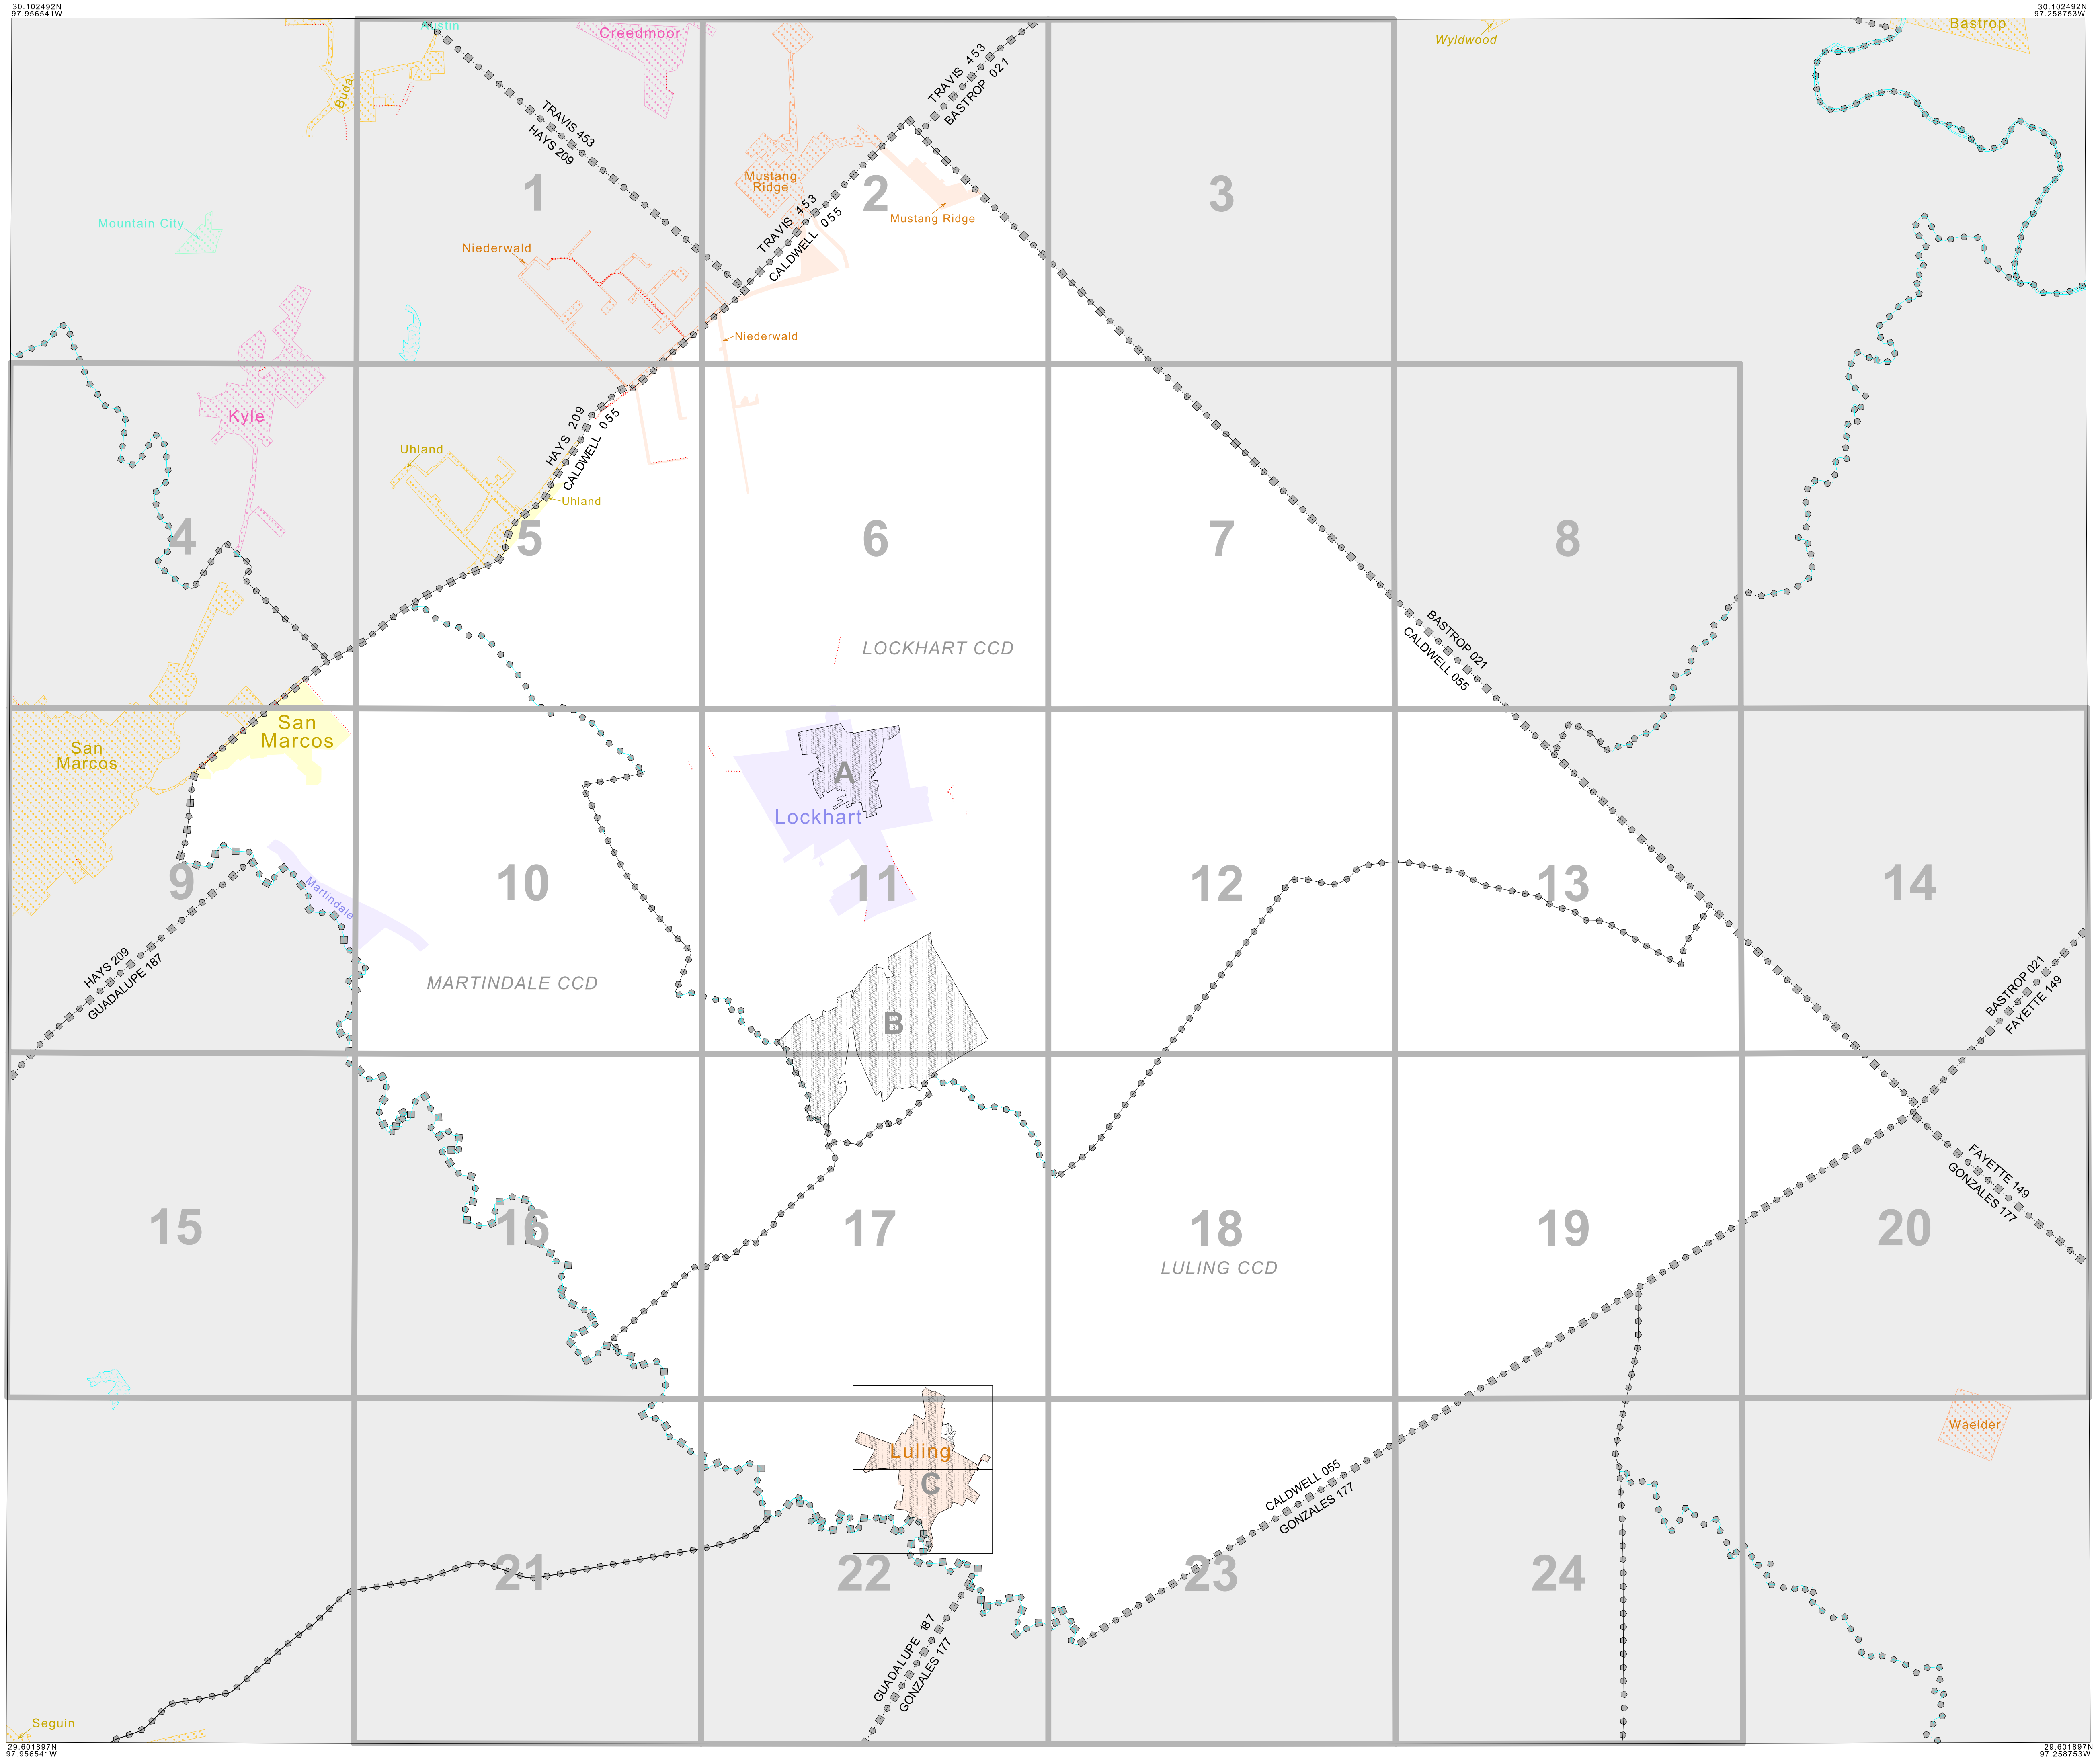 30.102492N
97.956541W
30.102492N
97.258753W
Austin
Creedmoor
Wyldwood
Bastrop
Buda
TRAVIS 453
HAYS 209
TRAVIS 453
BASTROP 021
1
Mustang
Ridge
2
3
Mustang Ridge
Mountain City
Niederwald
TRAVIS 453
CALDWELL 055
Niederwald
Kyle
HAYS 209
CALDWELL 055
Uhland
Uhland
4
5
6
7
8
LOCKHART CCD
BASTROP 021
CALDWELL 055
San
Marcos
San
Marcos
A
Lockhart
9
10
11
12
13
14
Martindale
HAYS 209
GUADALUPE 187
MARTINDALE CCD
BASTROP 021
FAYETTE 149
B
FAYETTE 149
GONZALES 177
15
16
17
18
19
20
LULING CCD
Waelder
Luling
C
CALDWELL 055
GONZALES 177
21
22
23
24
GUADALUPE 187
GONZALES 177
Seguin
29.601897N
97.956541W
29.601897N
97.258753W